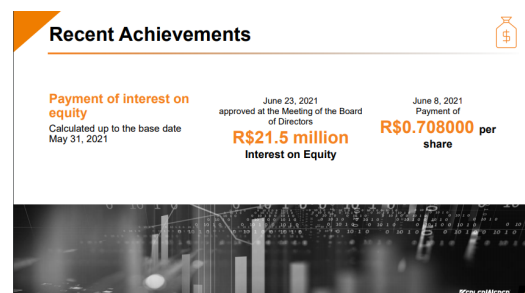 Recent Achievements
$
Payment of interest on
equity
Calculated up to the base date
May 31, 2021
June 23, 2021
approved at the Meeting of the Board
of Directors
R$21.5 million
Interest on Equity
June 8, 2021
Payment of
R$0.708000 per
share